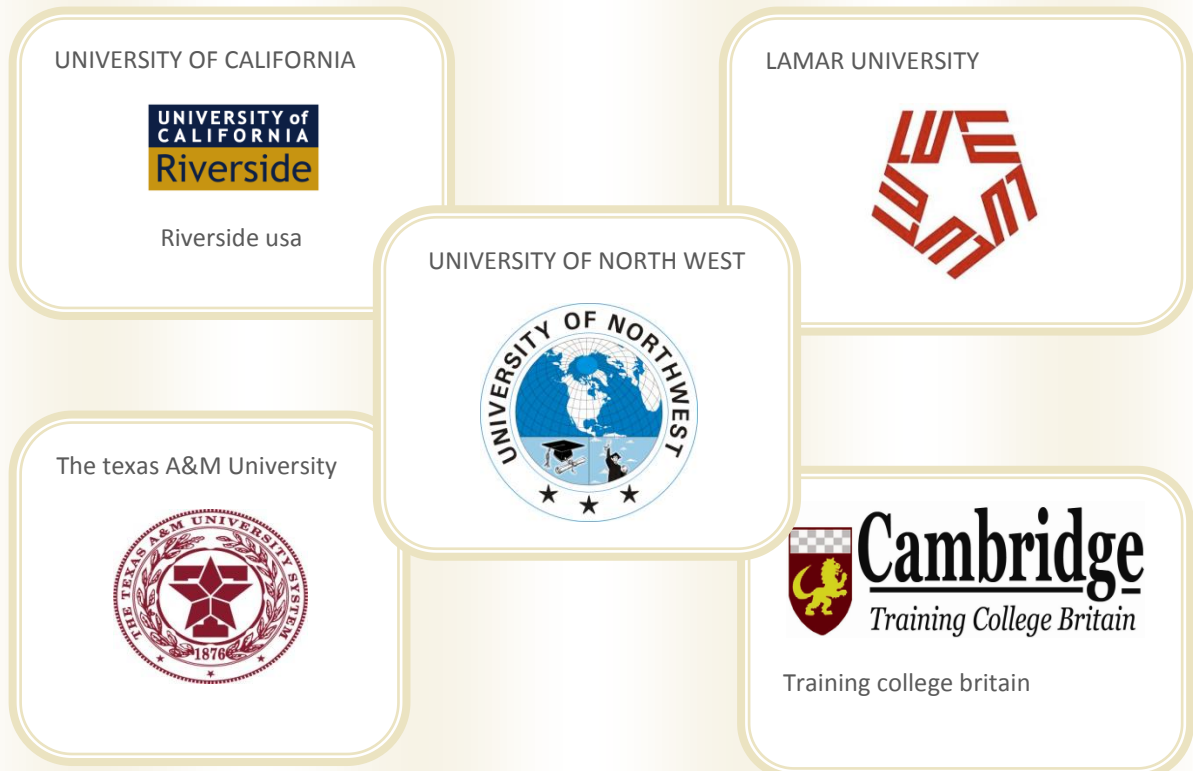 UNIVERSITY OF CALIFORNIA
UNIVERSITY of
CALIFORNIA
Riverside
Riverside usa
LAMAR UNIVERSITY
UNIVERSITY OF NORTH WEST
UNIVERSITY OF NORTHWEST
The texas A&M University
THE TEXAS A&M UNIVERSITY SYSTEM
1876
Cambridge
Training College Britain
Training college britain